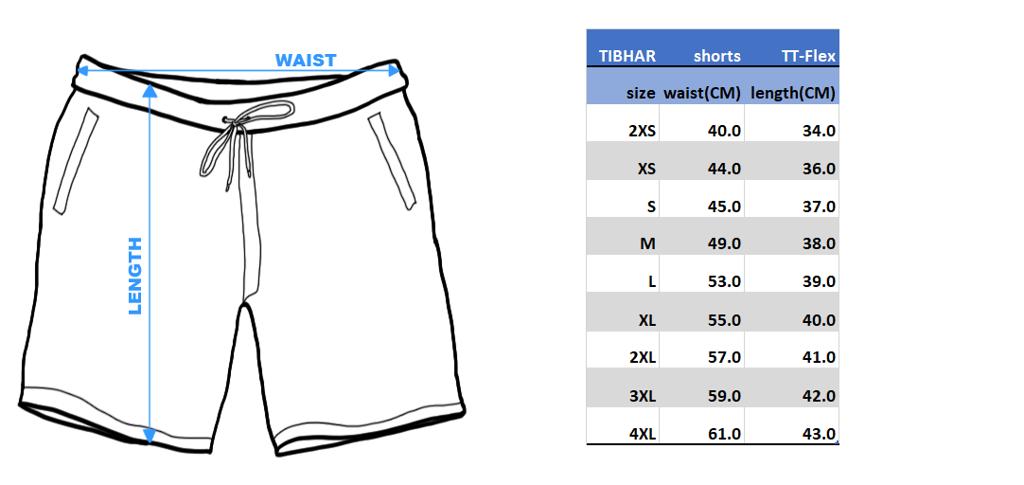 WAIST
LENGTH
TIBHAR shorts TT-Flex
size waist(CM) length(CM)
2XS 40.0 34.0
XS 44.0 36.0
S 45.0 37.0
M 49.0 38.0
L 53.0 39.0
XL 55.0 40.0
2XL 57.0 41.0
3XL 59.0 42.0
4XL 61.0 43.0